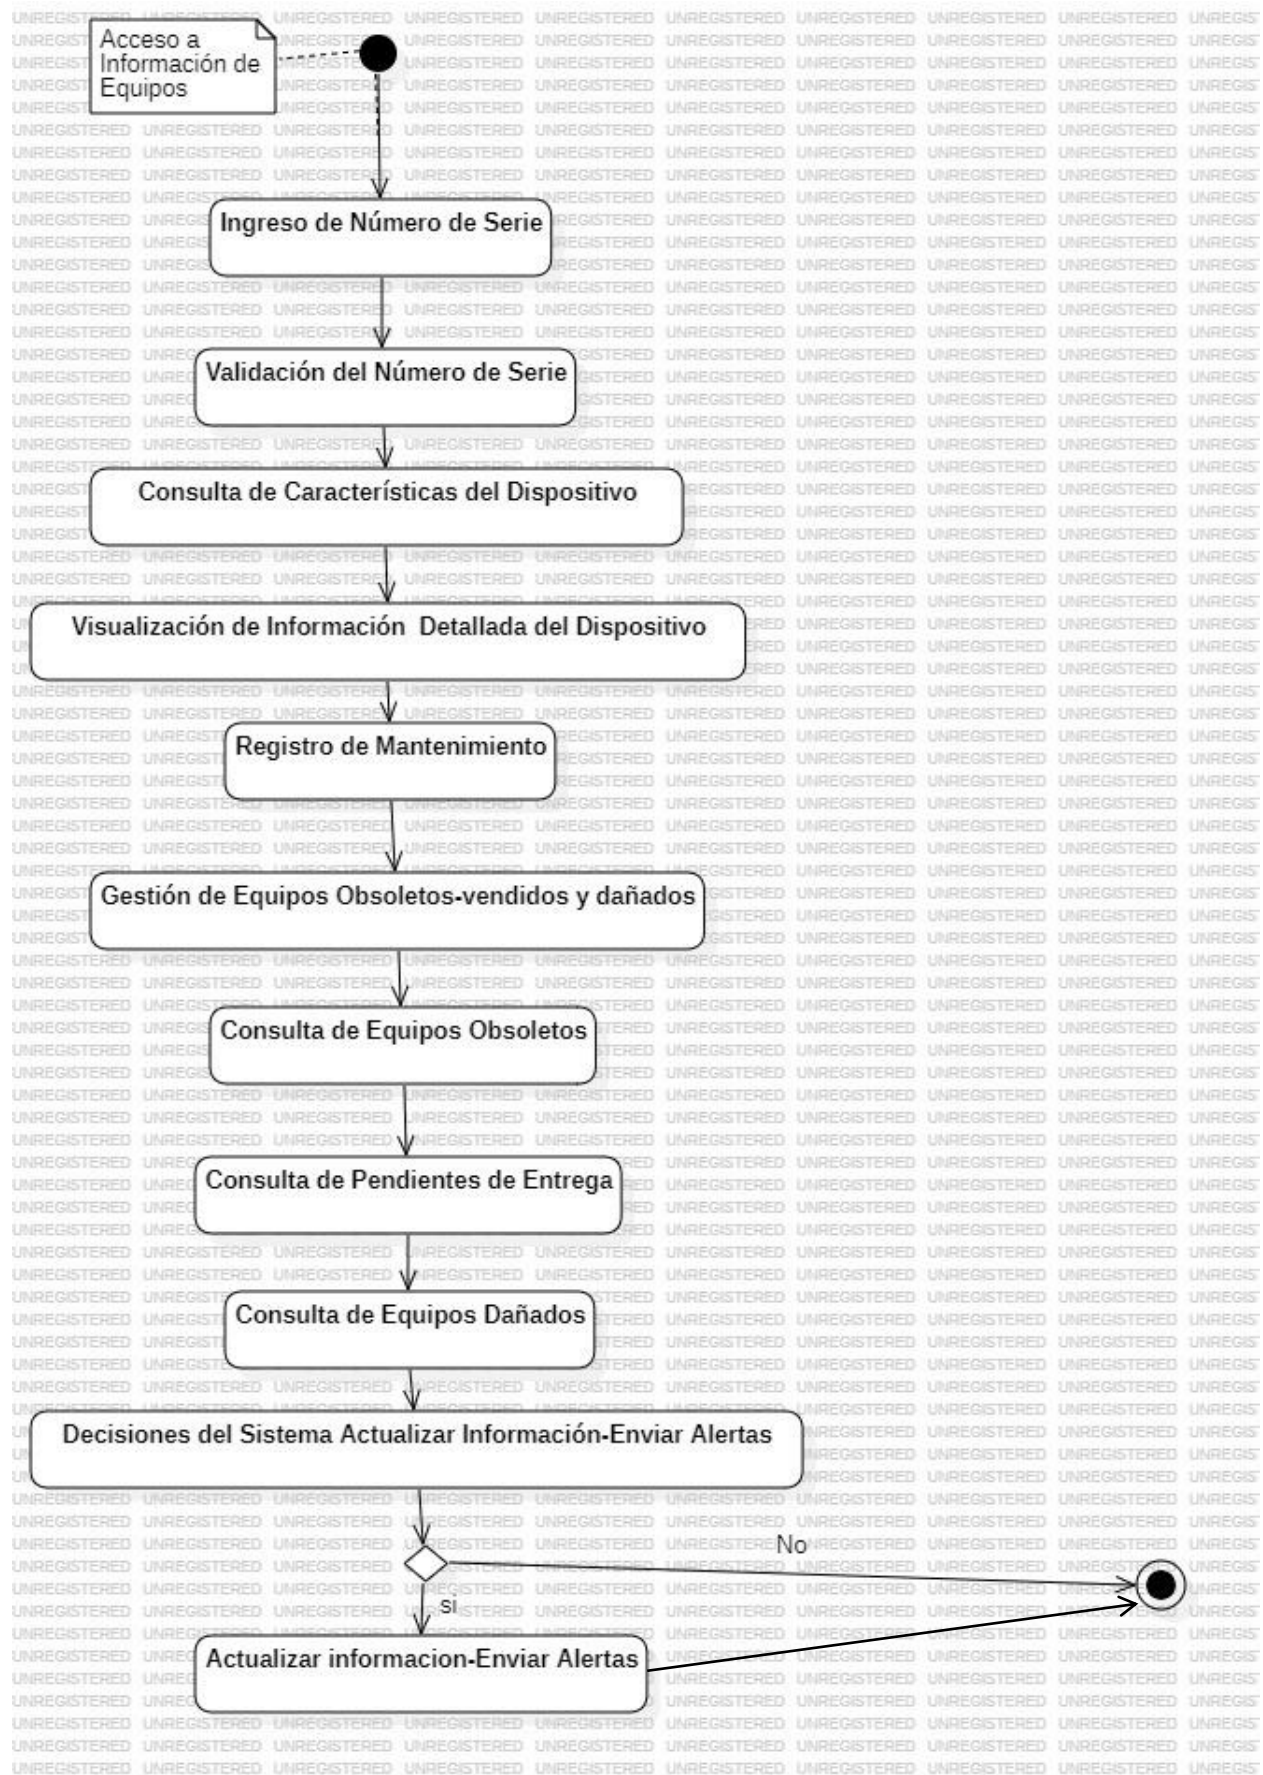 Acceso a
Información de
Equipos
Ingreso de Número de Serie
Validación del Número de Serie
Consulta de Características del Dispositivo
Visualización de Información  Detallada del Dispositivo
Registro de Mantenimiento
Gestión de Equipos Obsoletos-vendidos y dañados
Consulta de Equipos Obsoletos
Consulta de Pendientes de Entrega
Consulta de Equipos Dañados
Decisiones del Sistema Actualizar Información-Enviar Alertas
No
si
Actualizar informacion-Enviar Alertas
UNREGISTERED